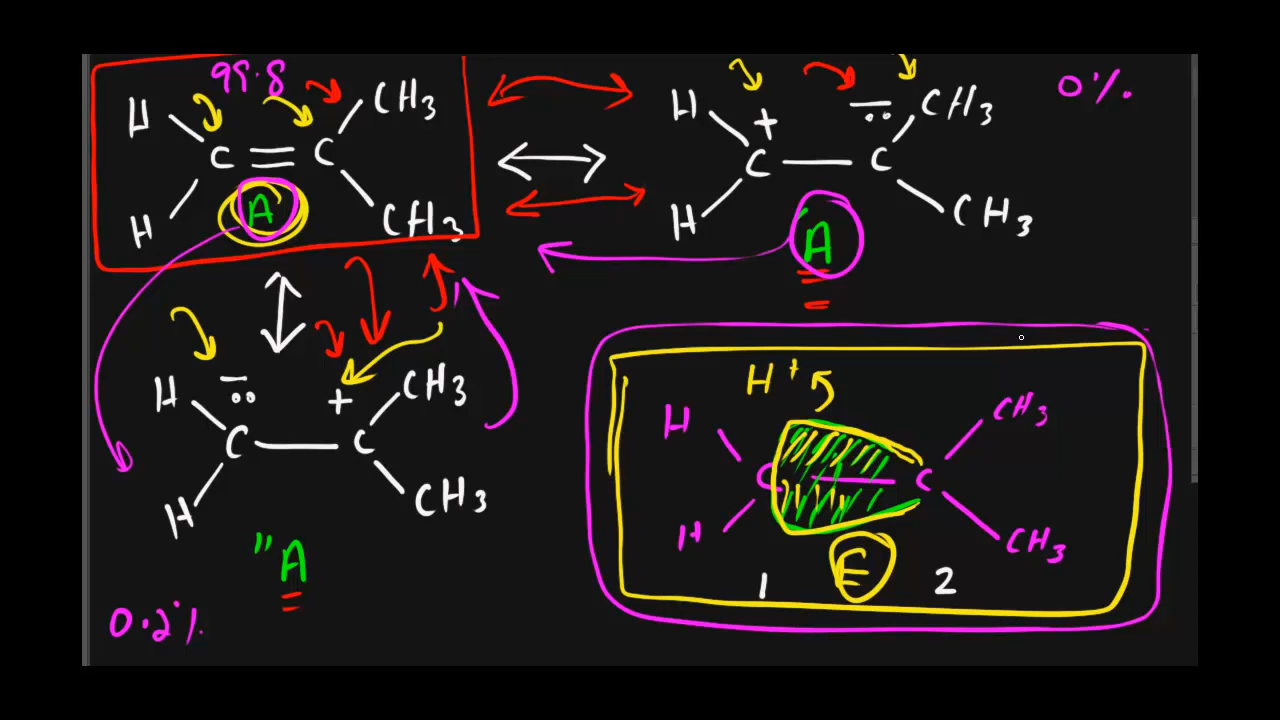 99.8
H CH3
C = C
H A CH3
0%.
H + -.. CH3
C — C
H A CH3
H -.. + CH3
C — C
H CH3
"A
0.2%.
H+
H CH3
C — C
H CH3
1 E 2